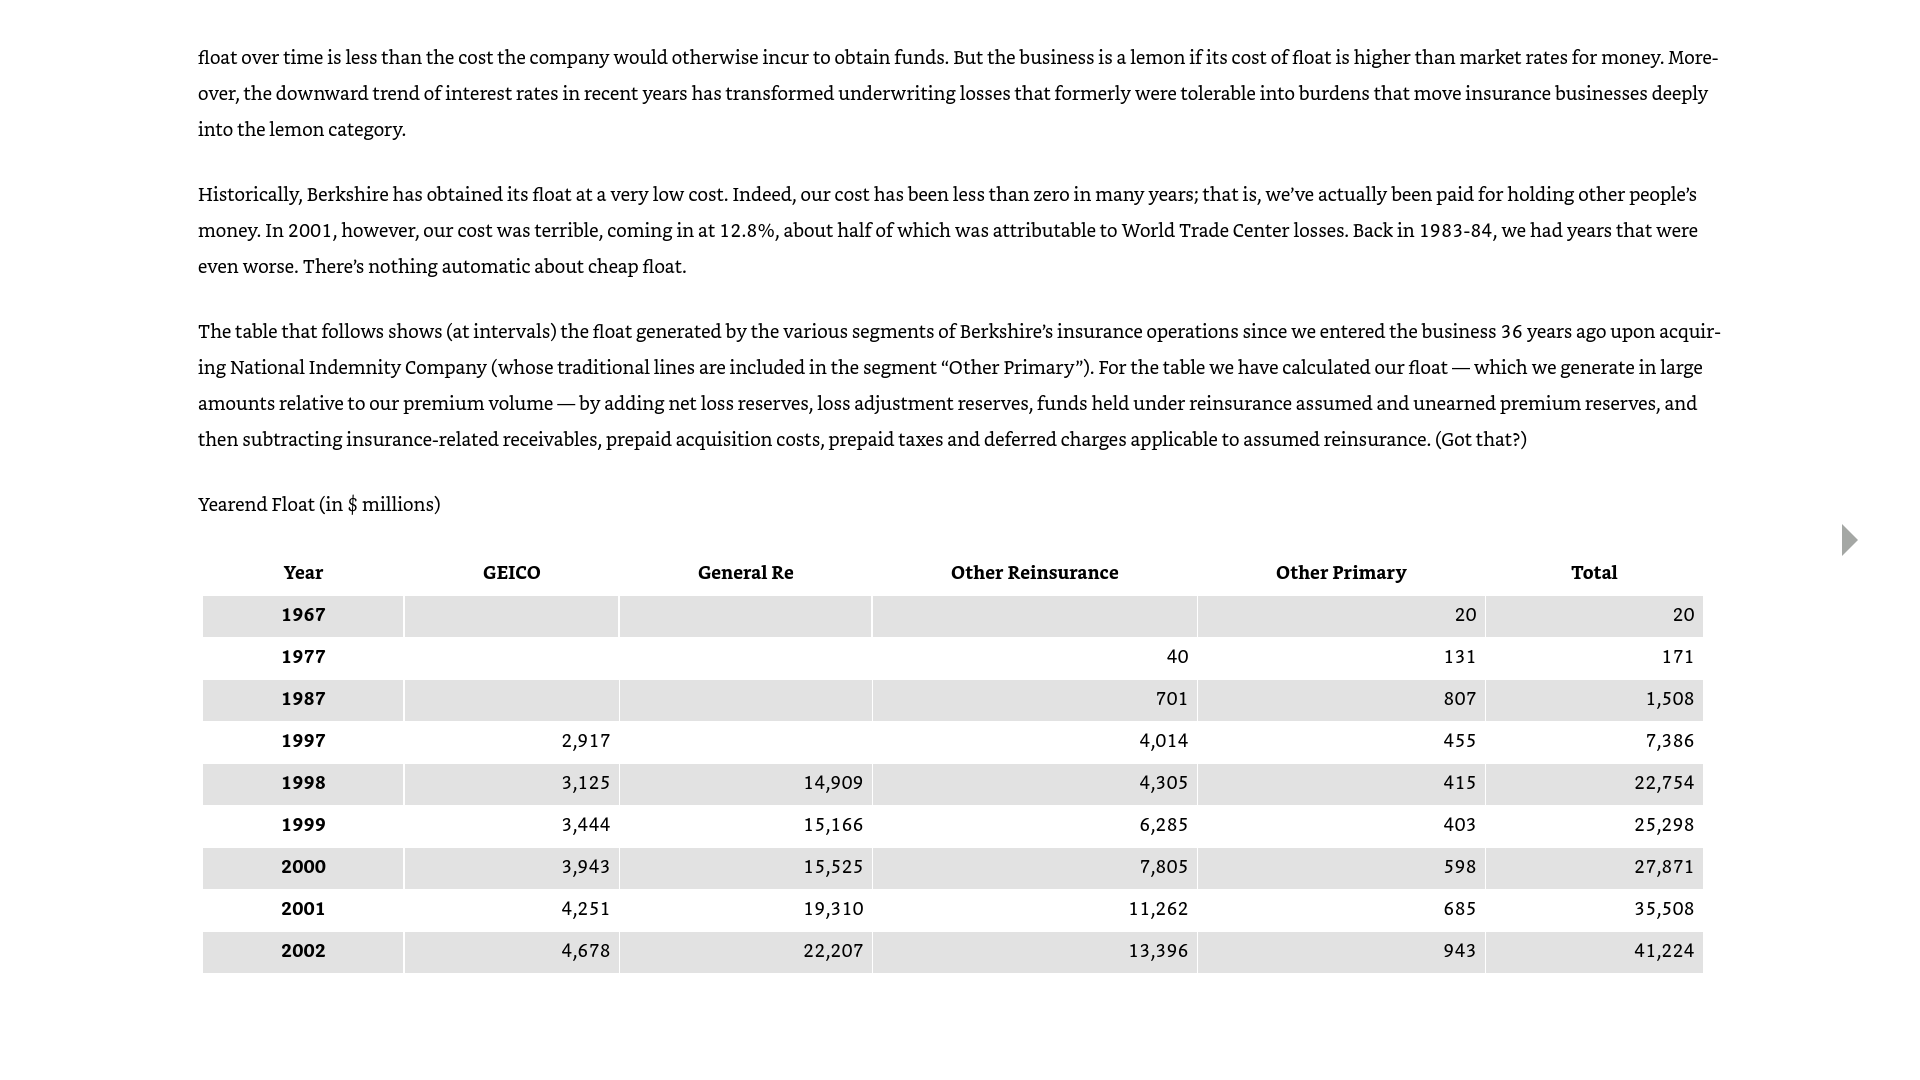 float over time is less than the cost the company would otherwise incur to obtain funds. But the business is a lemon if its cost of float is higher than market rates for money. More-
over, the downward trend of interest rates in recent years has transformed underwriting losses that formerly were tolerable into burdens that move insurance businesses deeply
into the lemon category.
Historically, Berkshire has obtained its float at a very low cost. Indeed, our cost has been less than zero in many years; that is, we’ve actually been paid for holding other people’s
money. In 2001, however, our cost was terrible, coming in at 12.8%, about half of which was attributable to World Trade Center losses. Back in 1983-84, we had years that were
even worse. There’s nothing automatic about cheap float.
The table that follows shows (at intervals) the float generated by the various segments of Berkshire’s insurance operations since we entered the business 36 years ago upon acquir-
ing National Indemnity Company (whose traditional lines are included in the segment “Other Primary”). For the table we have calculated our float — which we generate in large
amounts relative to our premium volume — by adding net loss reserves, loss adjustment reserves, funds held under reinsurance assumed and unearned premium reserves, and
then subtracting insurance-related receivables, prepaid acquisition costs, prepaid taxes and deferred charges applicable to assumed reinsurance. (Got that?)
Yearend Float (in $ millions)
Year GEICO General Re Other Reinsurance Other Primary Total
1967 20 20
1977 40 131 171
1987 701 807 1,508
1997 2,917 4,014 455 7,386
1998 3,125 14,909 4,305 415 22,754
1999 3,444 15,166 6,285 403 25,298
2000 3,943 15,525 7,805 598 27,871
2001 4,251 19,310 11,262 685 35,508
2002 4,678 22,207 13,396 943 41,224